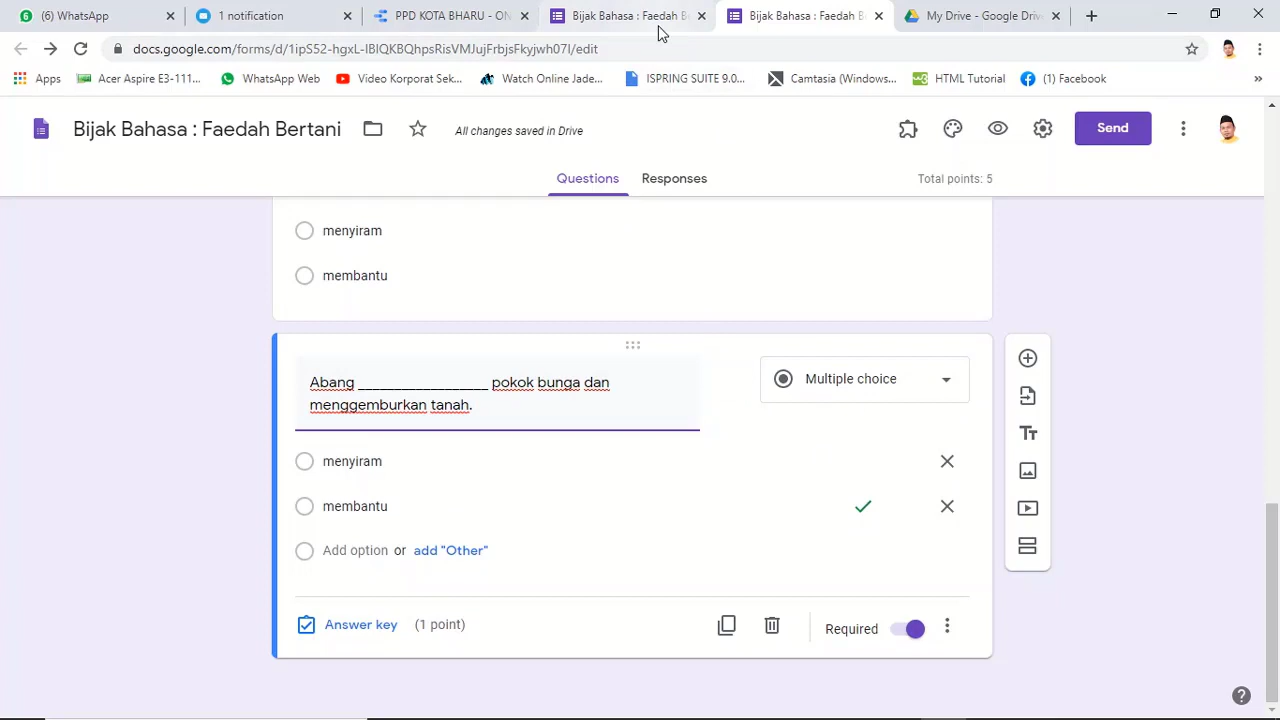 (6) WhatsApp
1 notification
PPD KOTA BHARU - ON
Bijak Bahasa : Faedah B
Bijak Bahasa : Faedah B
My Drive - Google Drive
docs.google.com/forms/d/1ipS52-hgxL-IBIQKBQhpsRisVMJujFrbjsFkyjwh07I/edit
Apps
Acer Aspire E3-111...
WhatsApp Web
Video Korporat Sek...
Watch Online Jade...
ISPRING SUITE 9.0...
Camtasia (Windows...
HTML Tutorial
(1) Facebook
»
Bijak Bahasa : Faedah Bertani
All changes saved in Drive
Send
Questions
Responses
Total points: 5
menyiram
membantu
Abang __________________ pokok bunga dan
menggemburkan tanah.
Multiple choice
menyiram
membantu
Add option or add "Other"
Answer key (1 point)
Required